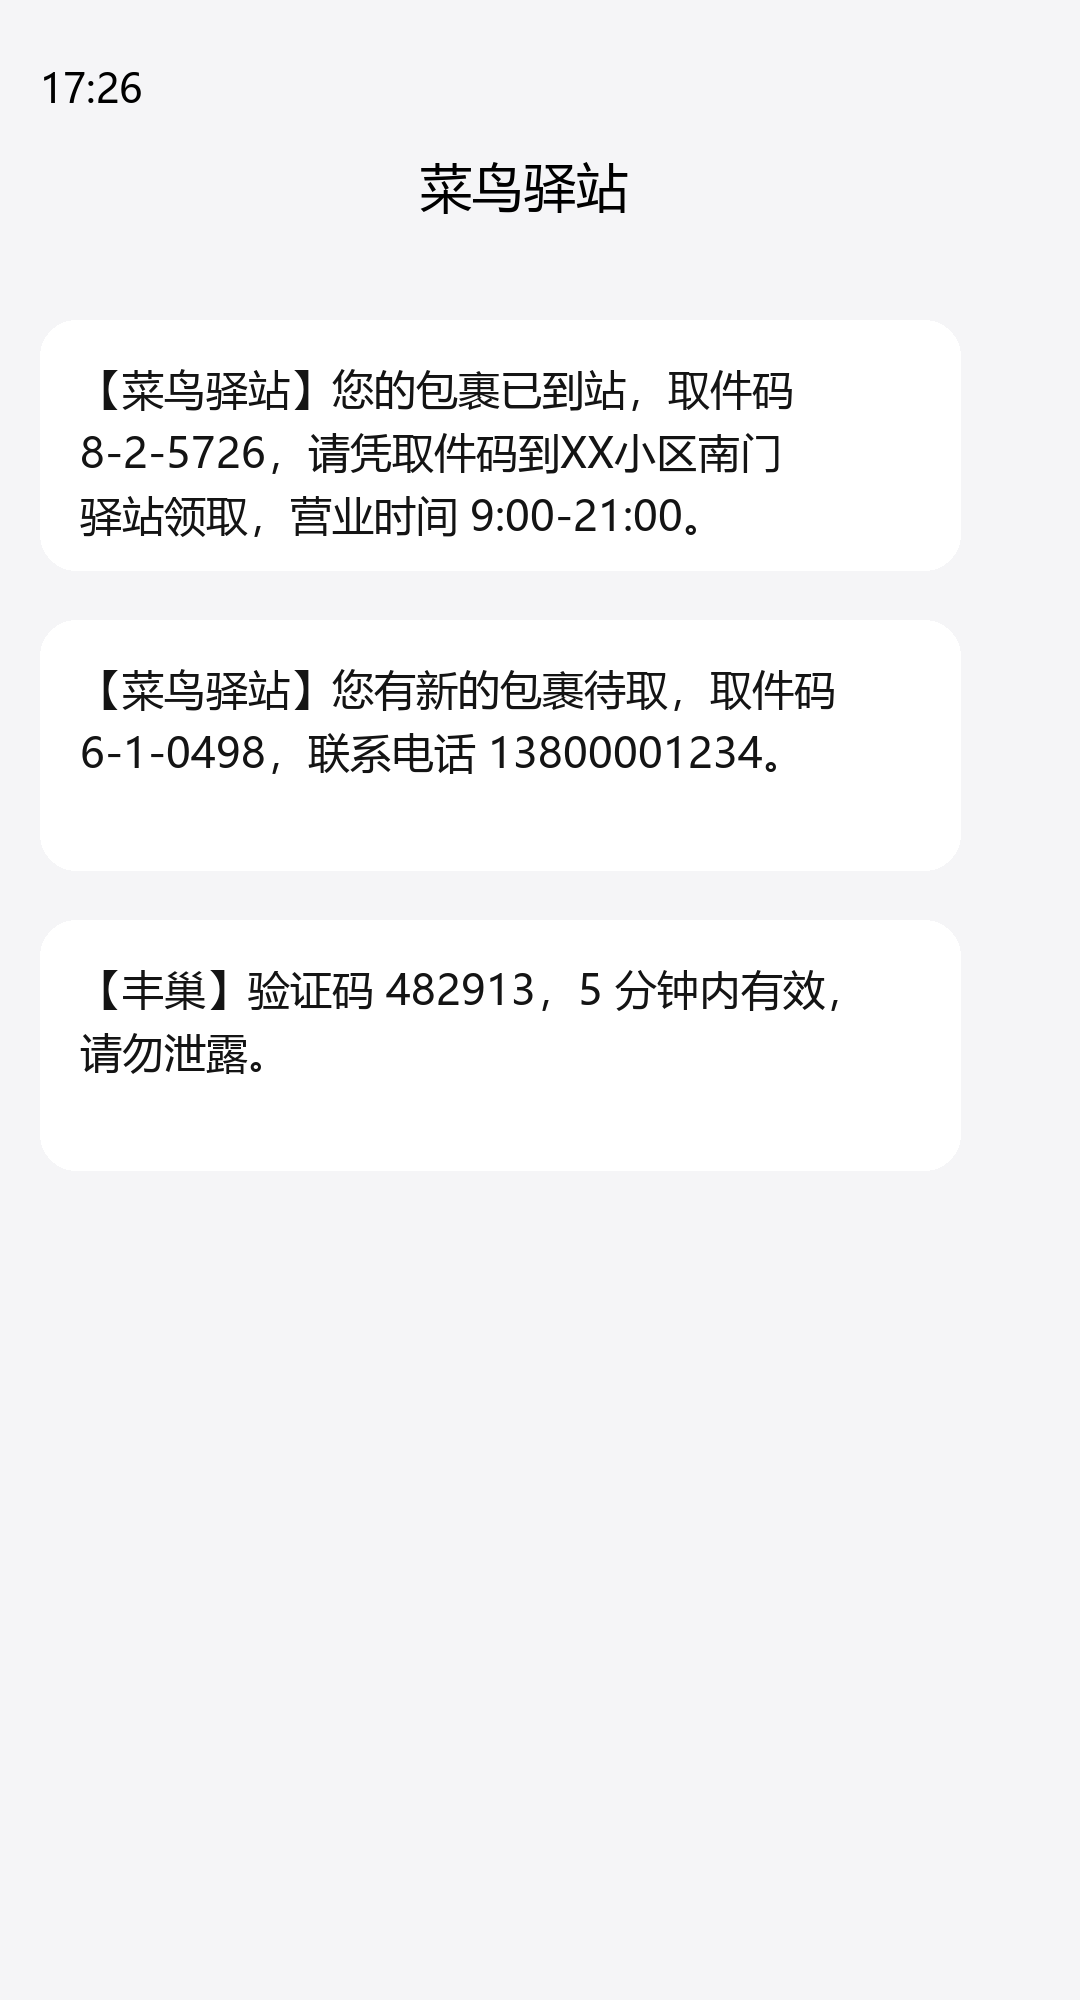 17:26
菜鸟驿站
【菜鸟驿站】您的包裹已到站，取件码
8-2-5726，请凭取件码到XX小区南门
驿站领取，营业时间 9:00-21:00。
【菜鸟驿站】您有新的包裹待取，取件码
6-1-0498，联系电话 13800001234。
【丰巢】验证码 482913，5 分钟内有效，
请勿泄露。